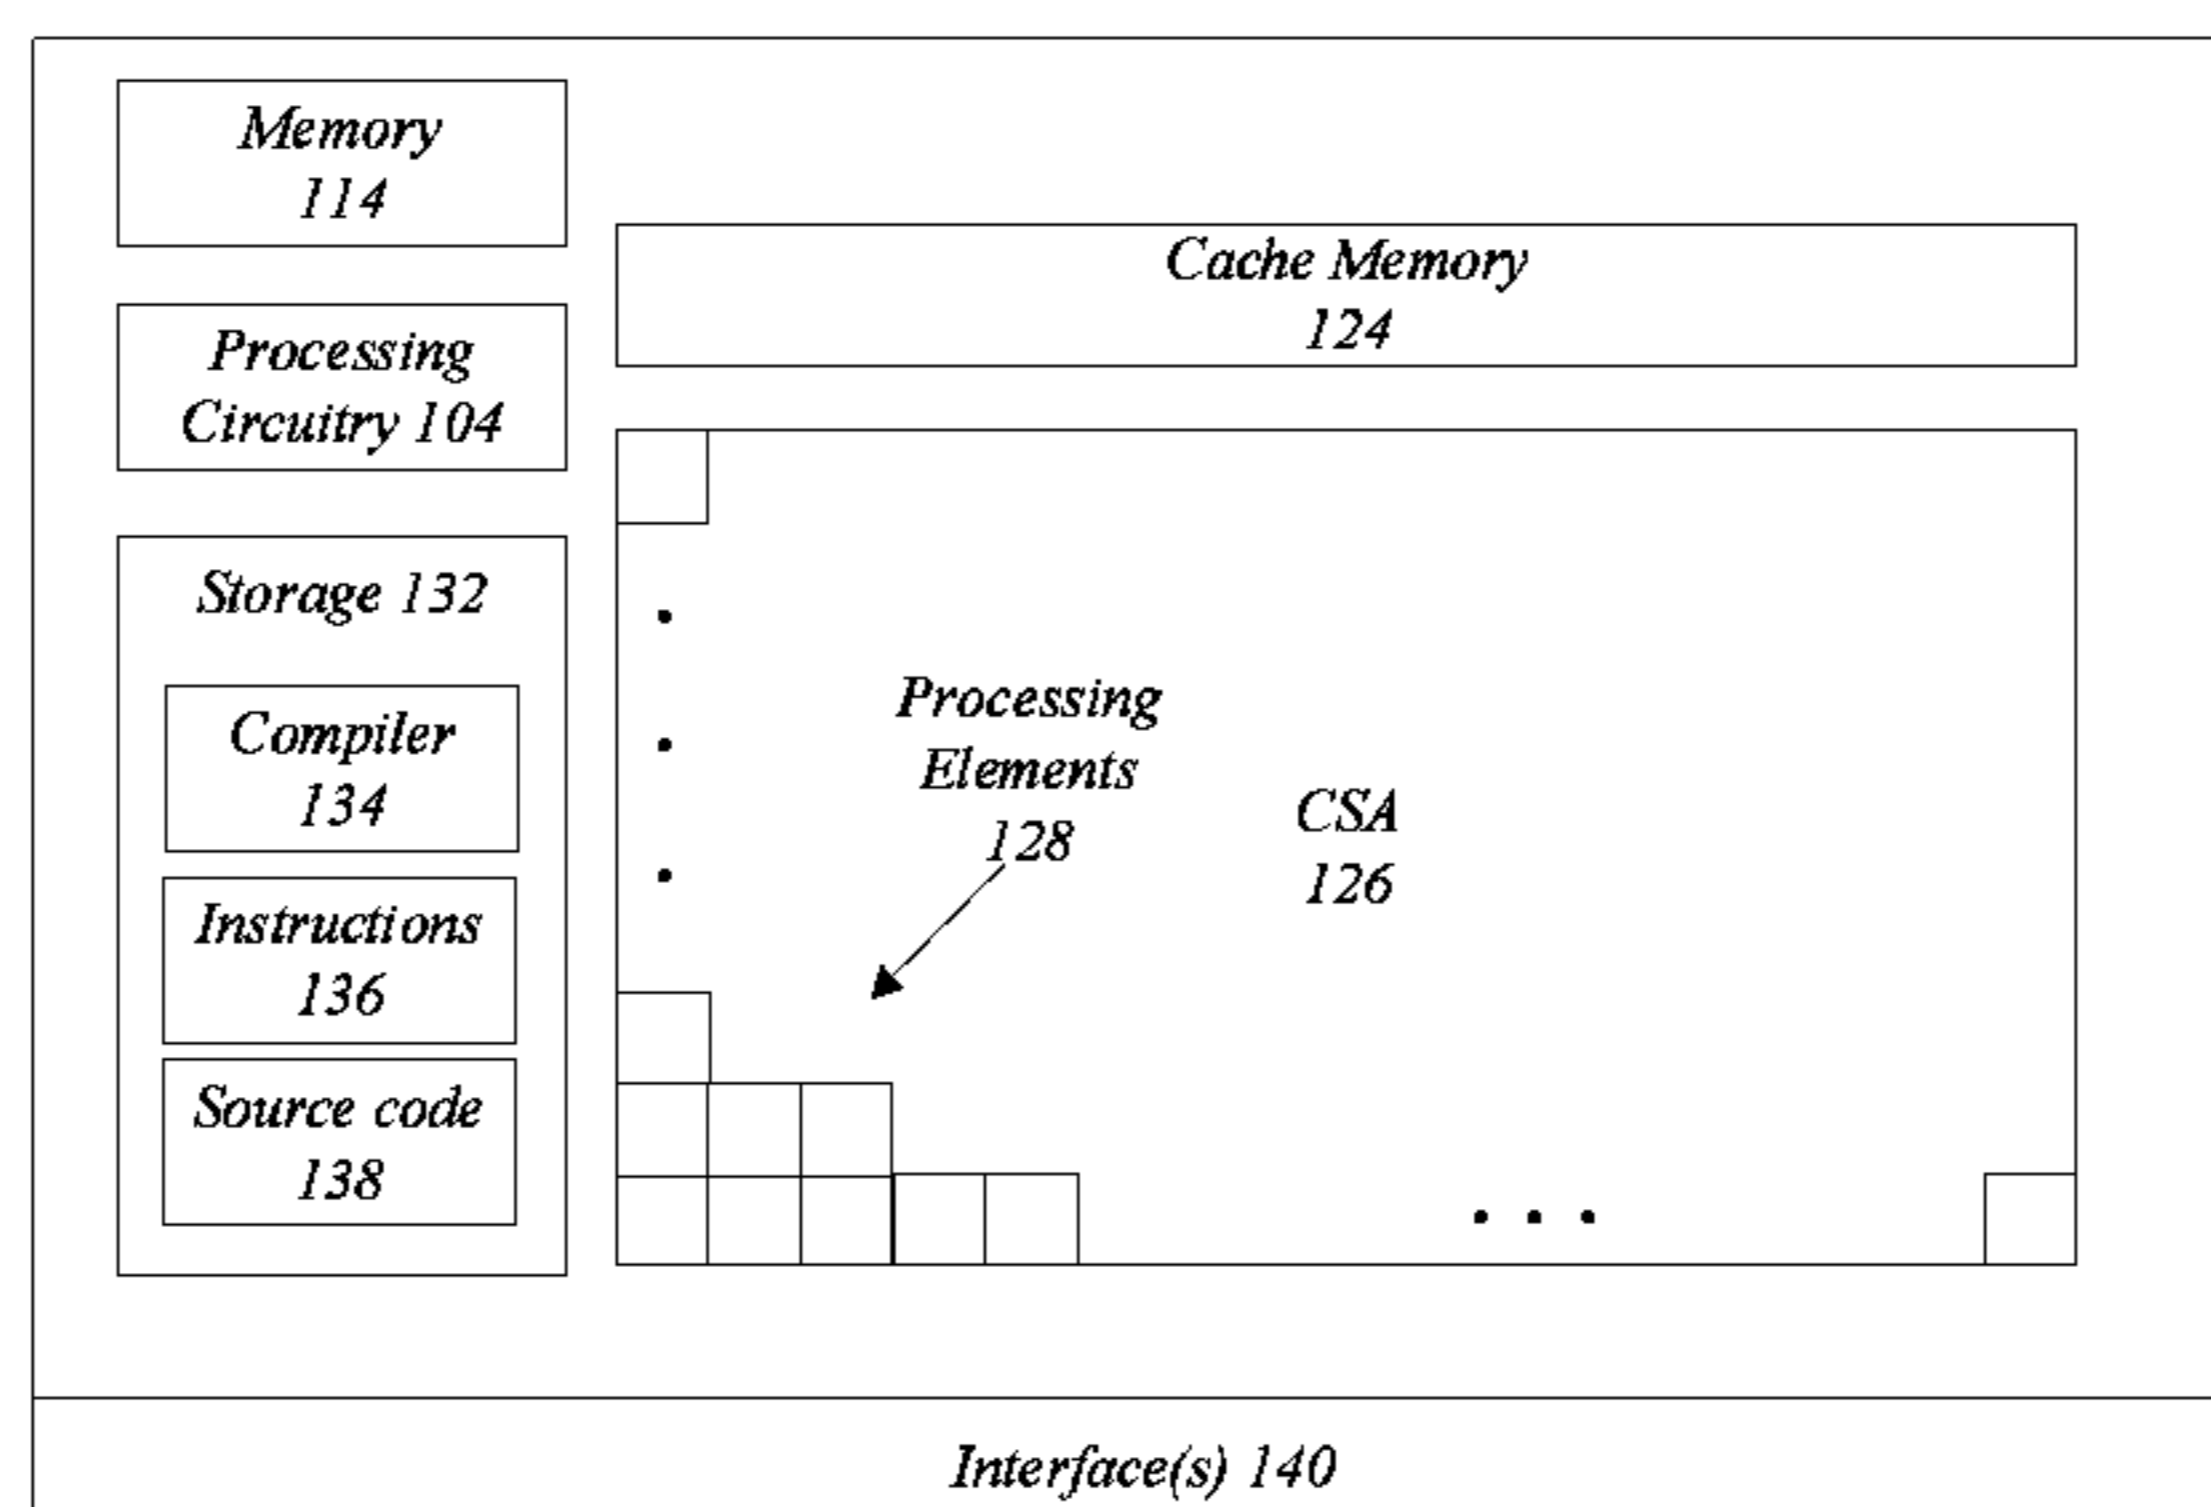 Memory
114
Processing
Circuitry 104
Storage 132
Compiler
134
Instructions
136
Source code
138
Cache Memory
124
Processing
Elements
128
CSA
126
Interface(s) 140